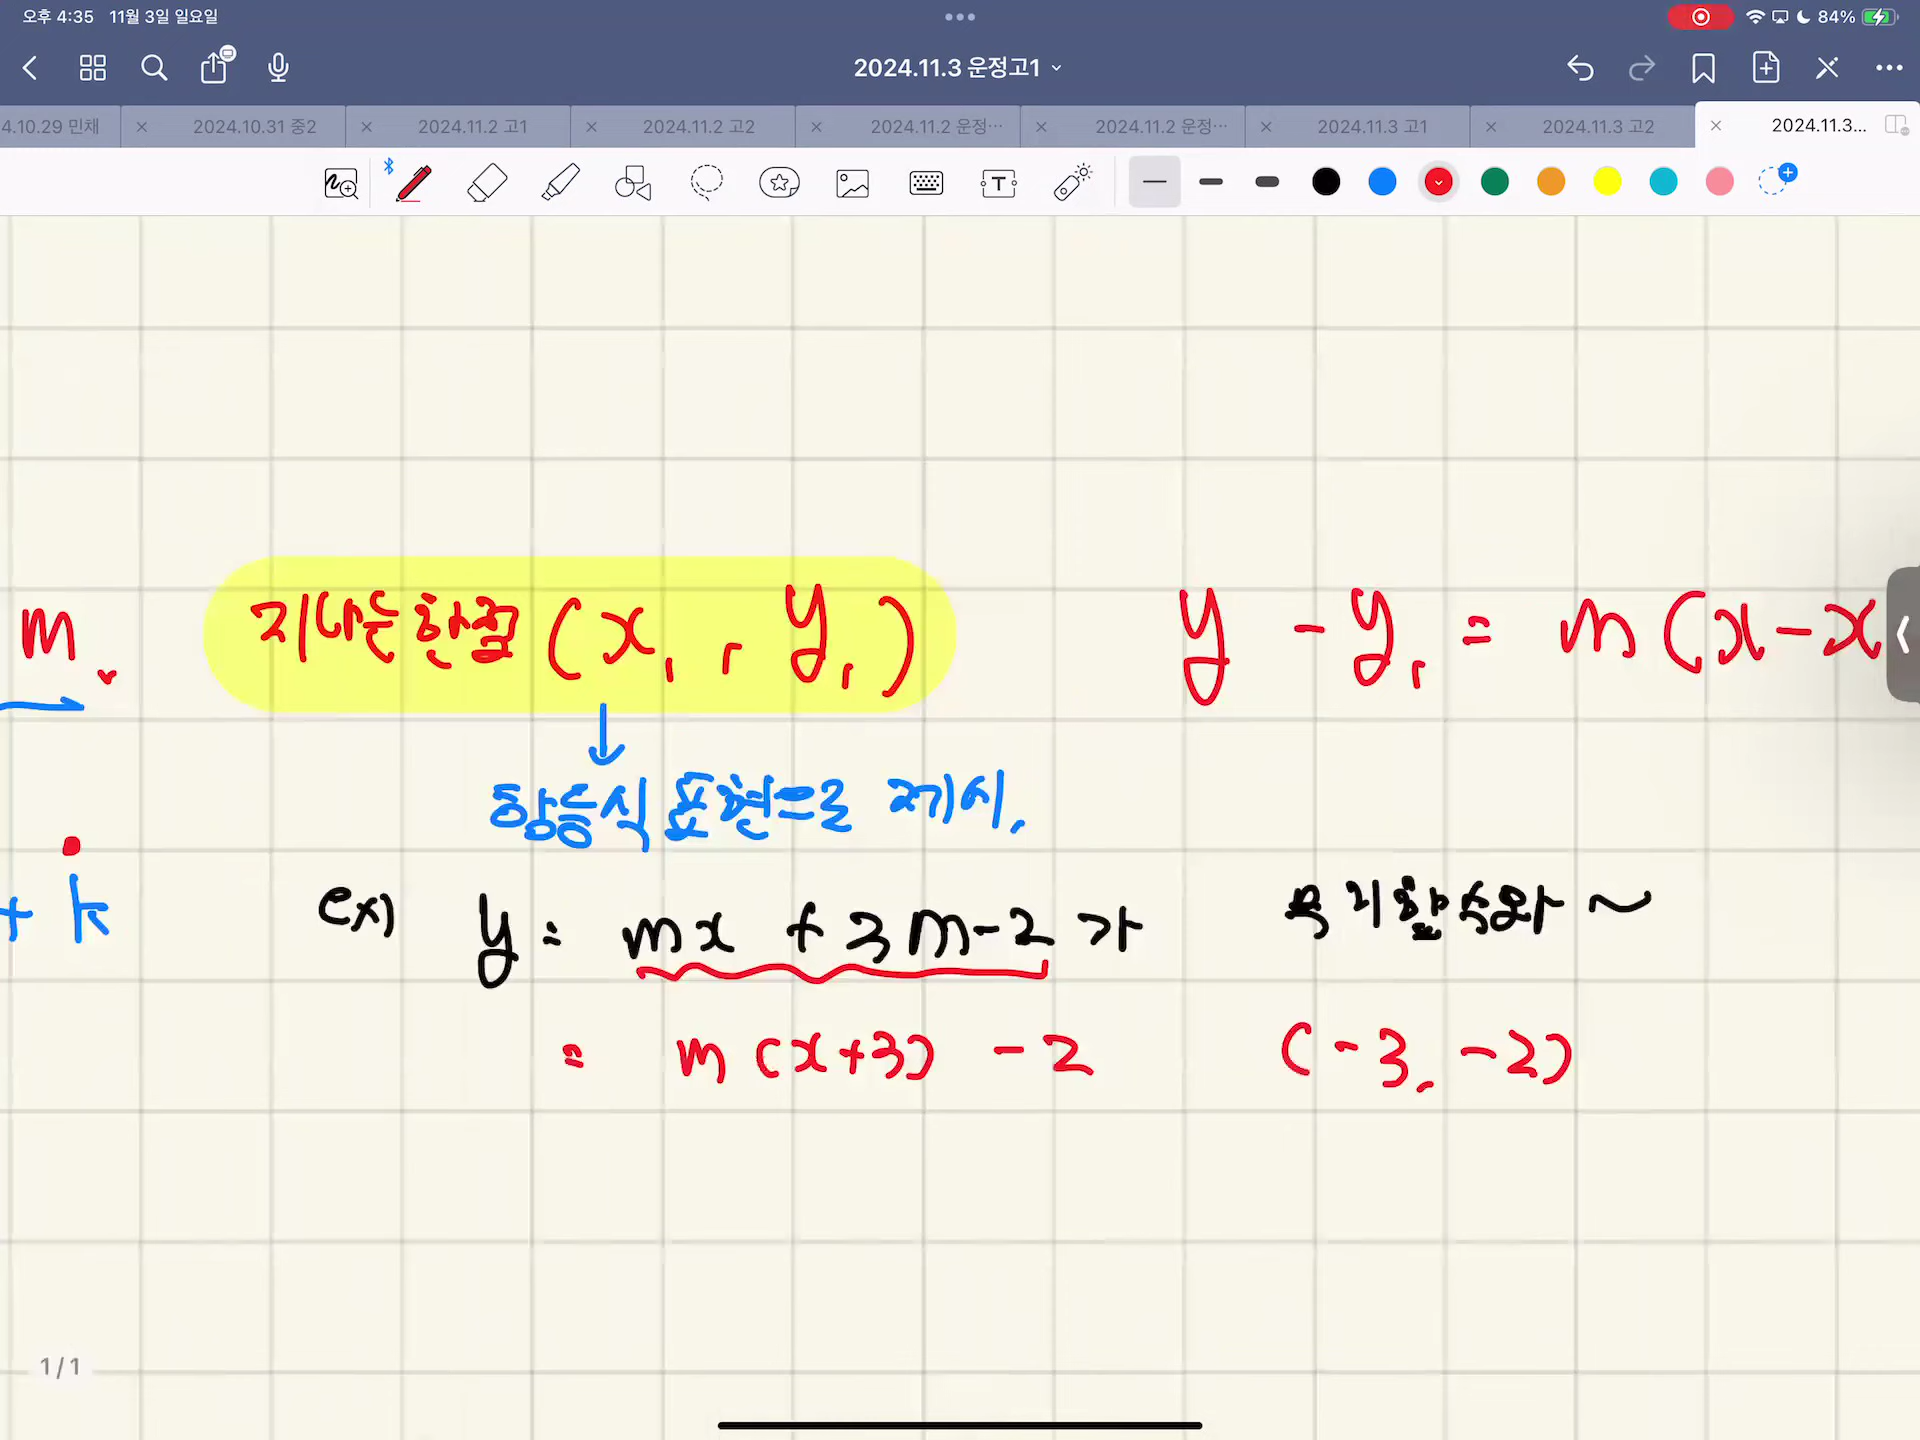 오후 4:35 11월 3일 일요일
84%
2024.11.3 운정고1
4.10.29 민채
2024.10.31 중2
2024.11.2 고1
2024.11.2 고2
2024.11.2 운정…
2024.11.2 운정…
2024.11.3 고1
2024.11.3 고2
2024.11.3...
m. 지나는 한점 (x₁, y₁) y - y₁ = m(x-x
↓
항등식 표현으로 제시.
+ k
ex) y = mx + 3m-2 가 ~
= m(x+3) -2 (-3, -2)
1/1